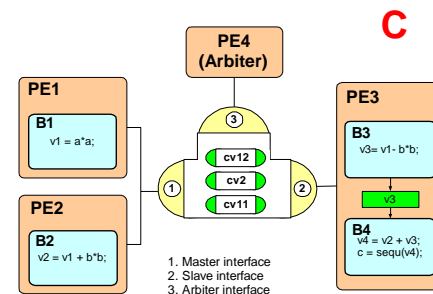 C
PE4
(Arbiter)
PE1
B1
v1 = a*a;
PE2
B2
v2 = v1 + b*b;
3
1
2
cv12
cv2
cv11
PE3
B3
v3= v1- b*b;
v3
B4
v4 = v2 + v3;
c = sequ(v4);
1. Master interface
2. Slave interface
3. Arbiter interface